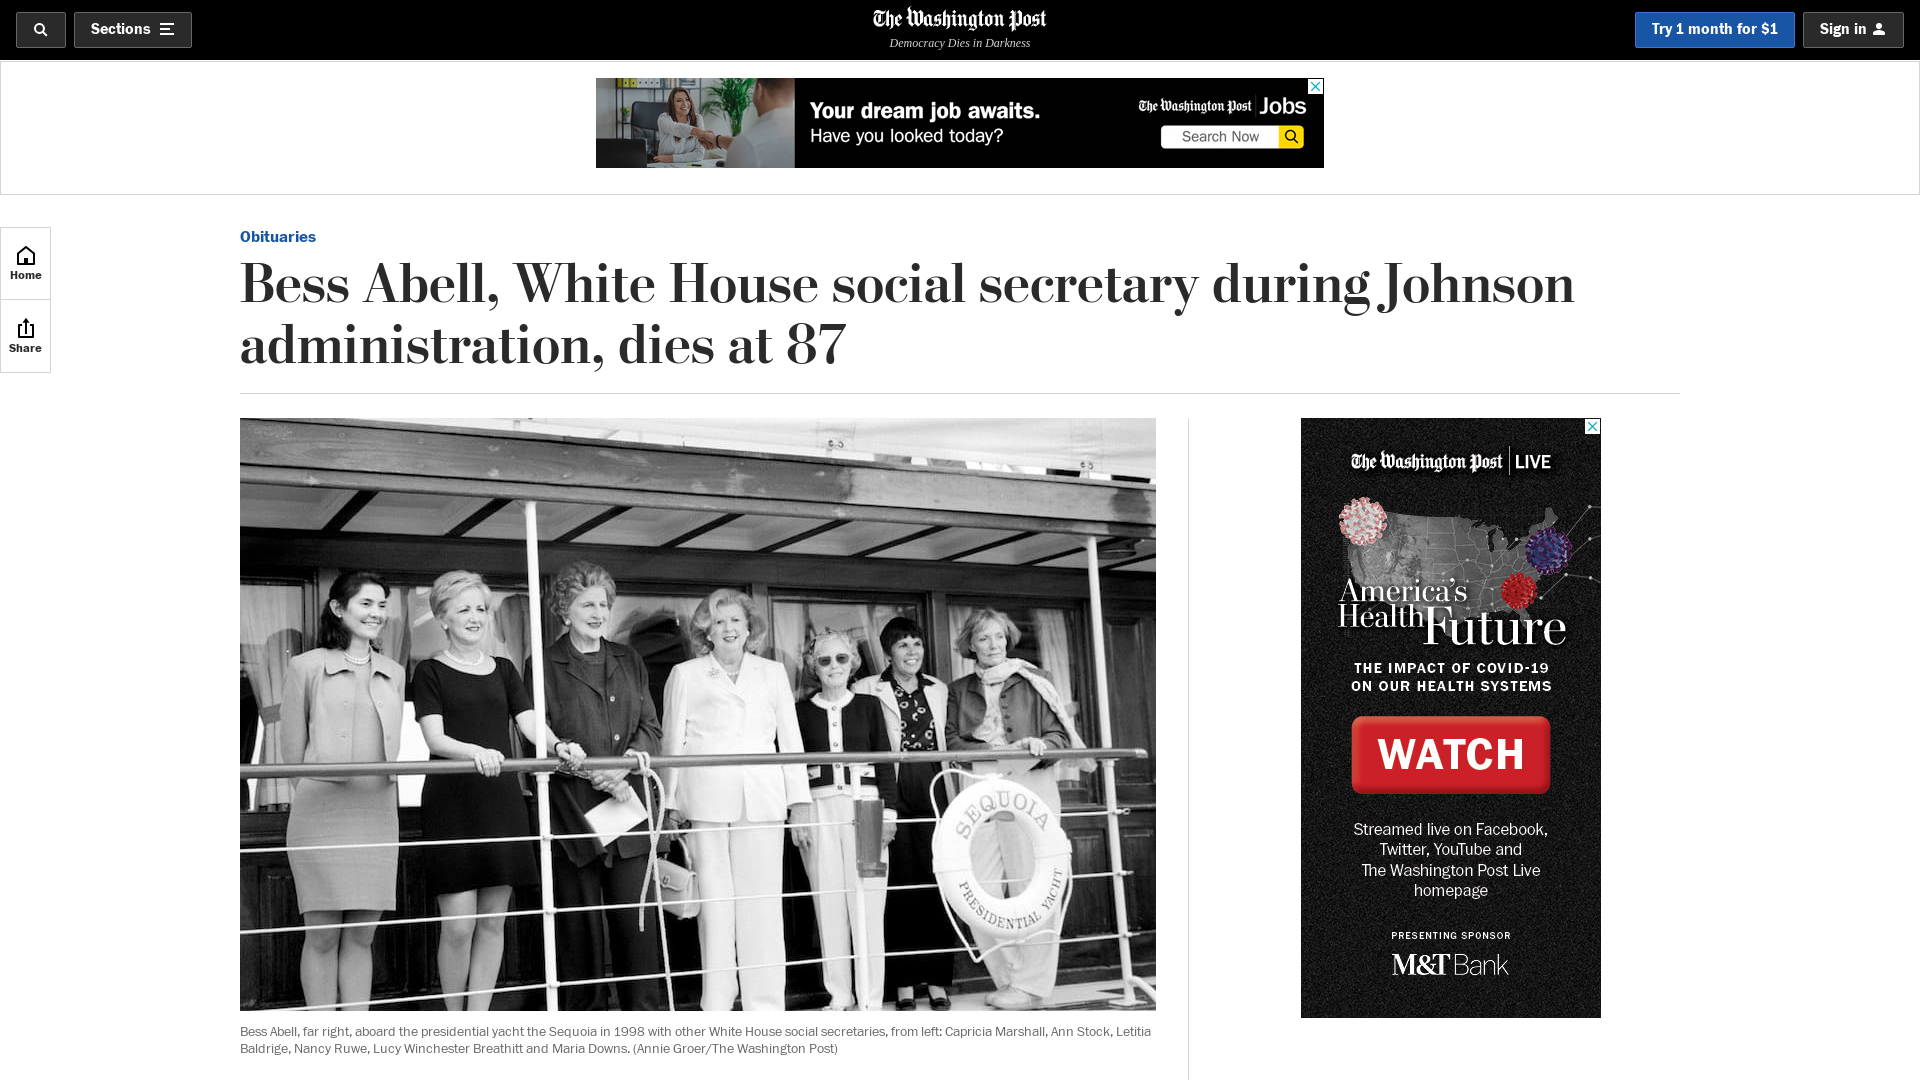 Sections
The Washington Post
Democracy Dies in Darkness
Try 1 month for $1
Sign in
Your dream job awaits.
Have you looked today?
The Washington Post Jobs
Search Now
Home
Share
Obituaries
Bess Abell, White House social secretary during Johnson
administration, dies at 87
SEQUOIA
PRESIDENTIAL YACHT
Bess Abell, far right, aboard the presidential yacht the Sequoia in 1998 with other White House social secretaries, from left: Capricia Marshall, Ann Stock, Letitia
Baldrige, Nancy Ruwe, Lucy Winchester Breathitt and Maria Downs. (Annie Groer/The Washington Post)
The Washington Post LIVE
America's
Health
Future
THE IMPACT OF COVID-19
ON OUR HEALTH SYSTEMS
WATCH
Streamed live on Facebook,
Twitter, YouTube and
The Washington Post Live
homepage
PRESENTING SPONSOR
M&T Bank